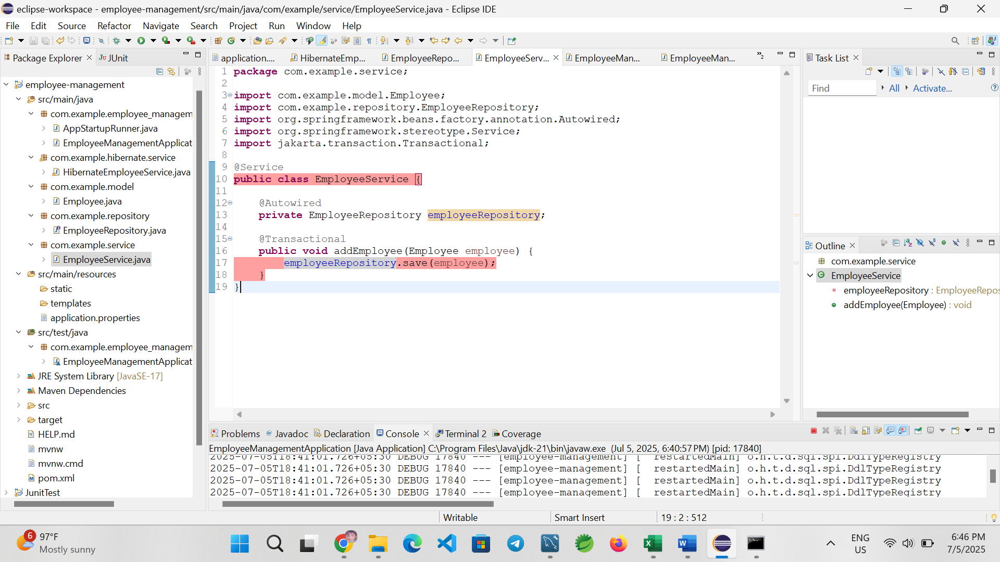 eclipse-workspace - employee-management/src/main/java/com/example/service/EmployeeService.java - Eclipse IDE
File Edit Source Refactor Navigate Search Project Run Window Help
Package Explorer JUnit
employee-management
src/main/java
com.example.employee_managem
AppStartupRunner.java
EmployeeManagementApplicat
com.example.hibernate.service
HibernateEmployeeService.java
com.example.model
Employee.java
com.example.repository
EmployeeRepository.java
com.example.service
EmployeeService.java
src/main/resources
static
templates
application.properties
src/test/java
com.example.employee_managem
EmployeeManagementApplicat
JRE System Library [JavaSE-17]
Maven Dependencies
src
target
HELP.md
mvnw
mvnw.cmd
pom.xml
JunitTest
application.... HibernateEmp... EmployeeRepo... EmployeeServ... EmployeeMan... EmployeeMan... 2
1 package com.example.service;
2
3 import com.example.model.Employee;
4 import com.example.repository.EmployeeRepository;
5 import org.springframework.beans.factory.annotation.Autowired;
6 import org.springframework.stereotype.Service;
7 import jakarta.transaction.Transactional;
8
9 @Service
10 public class EmployeeService {
11
12 @Autowired
13 private EmployeeRepository employeeRepository;
14
15 @Transactional
16 public void addEmployee(Employee employee) {
17 employeeRepository.save(employee);
18 }
19 }
Task List
Find All Activate...
Outline
com.example.service
EmployeeService
employeeRepository : EmployeeRepos
addEmployee(Employee) : void
Problems Javadoc Declaration Console Terminal 2 Coverage
EmployeeManagementApplication [Java Application] C:\Program Files\Java\jdk-21\bin\javaw.exe (Jul 5, 2025, 6:40:57 PM) [pid: 17840]
2025-07-05T18:41:01.726+05:30 DEBUG 17840 --- [employee-management] [ restartedMain] o.h.t.d.sql.spi.DdlTypeRegistry
2025-07-05T18:41:01.726+05:30 DEBUG 17840 --- [employee-management] [ restartedMain] o.h.t.d.sql.spi.DdlTypeRegistry
2025-07-05T18:41:01.726+05:30 DEBUG 17840 --- [employee-management] [ restartedMain] o.h.t.d.sql.spi.DdlTypeRegistry
2025-07-05T18:41:01.726+05:30 DEBUG 17840 --- [employee-management] [ restartedMain] o.h.t.d.sql.spi.DdlTypeRegistry
Writable Smart Insert 19 : 2 : 512
6
97°F
Mostly sunny
ENG
US
6:46 PM
7/5/2025